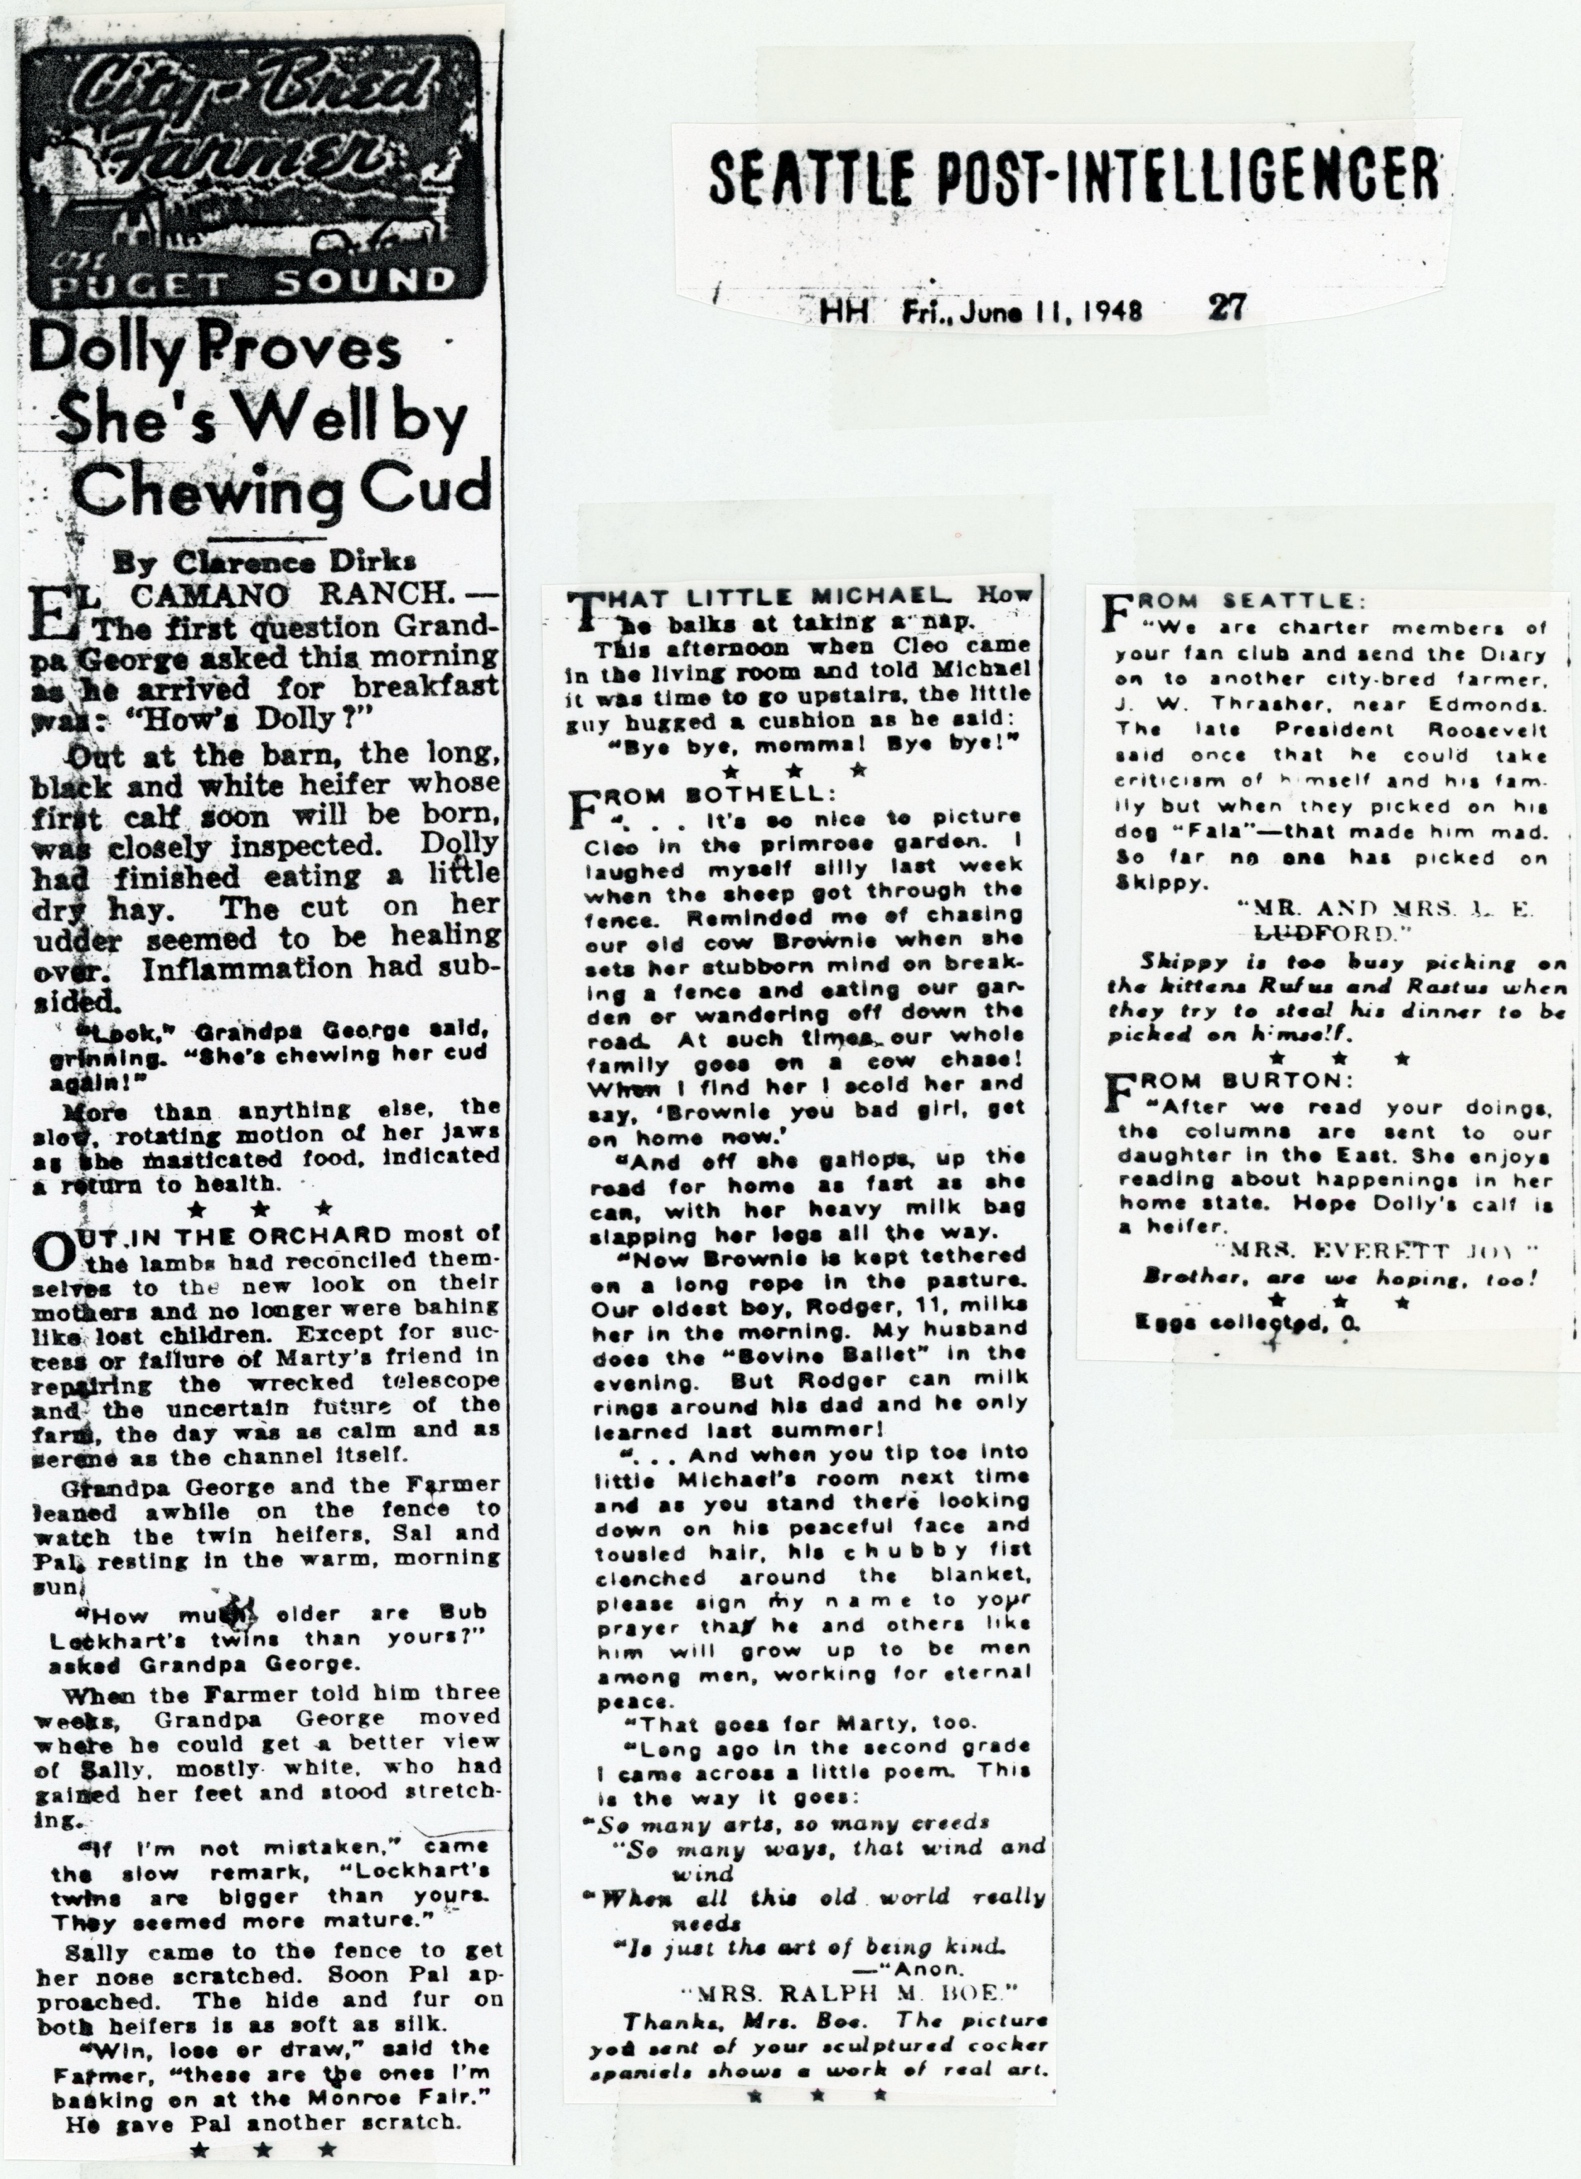 City-Bred
Farmer
on
PUGET SOUND
Dolly Proves
She's Well by
Chewing Cud
By Clarence Dirks
EL CAMANO RANCH. —
The first question Grand-
pa George asked this morning
as he arrived for breakfast
was: "How's Dolly?"
Out at the barn, the long,
black and white heifer whose
first calf soon will be born,
was closely inspected. Dolly
had finished eating a little
dry hay. The cut on her
udder seemed to be healing
over. Inflammation had sub-
sided.
"Look," Grandpa George said,
grinning. "She's chewing her cud
again!"
More than anything else, the
slow, rotating motion of her jaws
as she masticated food, indicated
a return to health.
★ ★ ★
OUT IN THE ORCHARD most of
the lambs had reconciled them-
selves to the new look on their
mothers and no longer were bahing
like lost children. Except for suc-
cess or failure of Marty's friend in
repairing the wrecked telescope
and the uncertain future of the
farm, the day was as calm and as
serene as the channel itself.
Grandpa George and the Farmer
leaned awhile on the fence to
watch the twin heifers, Sal and
Pal, resting in the warm, morning
sun.
"How much older are Bub
Lockhart's twins than yours?"
asked Grandpa George.
When the Farmer told him three
weeks, Grandpa George moved
where he could get a better view
of Sally, mostly white, who had
gained her feet and stood stretch-
ing.
"If I'm not mistaken," came
the slow remark, "Lockhart's
twins are bigger than yours.
They seemed more mature."
Sally came to the fence to get
her nose scratched. Soon Pal ap-
proached. The hide and fur on
both heifers is as soft as silk.
"Win, lose or draw," said the
Farmer, "these are the ones I'm
banking on at the Monroe Fair."
He gave Pal another scratch.
★ ★ ★
SEATTLE POST-INTELLIGENCER
HH Fri., June 11, 1948 27
THAT LITTLE MICHAEL. How
he balks at taking a nap.
This afternoon when Cleo came
in the living room and told Michael
it was time to go upstairs, the little
guy hugged a cushion as he said:
"Bye bye, momma! Bye bye!"
★ ★ ★
FROM BOTHELL:
". . . It's so nice to picture
Cleo in the primrose garden. I
laughed myself silly last week
when the sheep got through the
fence. Reminded me of chasing
our old cow Brownie when she
sets her stubborn mind on break-
ing a fence and eating our gar-
den or wandering off down the
road. At such times our whole
family goes on a cow chase!
When I find her I scold her and
say, 'Brownie you bad girl, get
on home now.'
"And off she gallops, up the
road for home as fast as she
can, with her heavy milk bag
slapping her legs all the way.
"Now Brownie is kept tethered
on a long rope in the pasture.
Our oldest boy, Rodger, 11, milks
her in the morning. My husband
does the "Bovine Ballet" in the
evening. But Rodger can milk
rings around his dad and he only
learned last summer!
". . . And when you tip toe into
little Michael's room next time
and as you stand there looking
down on his peaceful face and
tousled hair, his chubby fist
clenched around the blanket,
please sign my name to your
prayer that he and others like
him will grow up to be men
among men, working for eternal
peace.
"That goes for Marty, too.
"Long ago in the second grade
I came across a little poem. This
is the way it goes:
"So many arts, so many creeds
"So many ways, that wind and
wind
"When all this old world really
needs
"Is just the art of being kind.
—"Anon.
"MRS. RALPH M. BOE."
Thanks, Mrs. Boe. The picture
you sent of your sculptured cocker
spaniels shows a work of real art.
★ ★ ★
FROM SEATTLE:
"We are charter members of
your fan club and send the Diary
on to another city-bred farmer,
J. W. Thrasher, near Edmonds.
The late President Roosevelt
said once that he could take
criticism of himself and his fam-
ily but when they picked on his
dog "Fala"—that made him mad.
So far no one has picked on
Skippy.
"MR. AND MRS. L. E.
LUDFORD."
Skippy is too busy picking on
the kittens Rufus and Rastus when
they try to steal his dinner to be
picked on himself.
★ ★ ★
FROM BURTON:
"After we read your doings,
the columns are sent to our
daughter in the East. She enjoys
reading about happenings in her
home state. Hope Dolly's calf is
a heifer.
"MRS. EVERETT JOY"
Brother, are we hoping, too!
★ ★ ★
Eggs collected, 0.